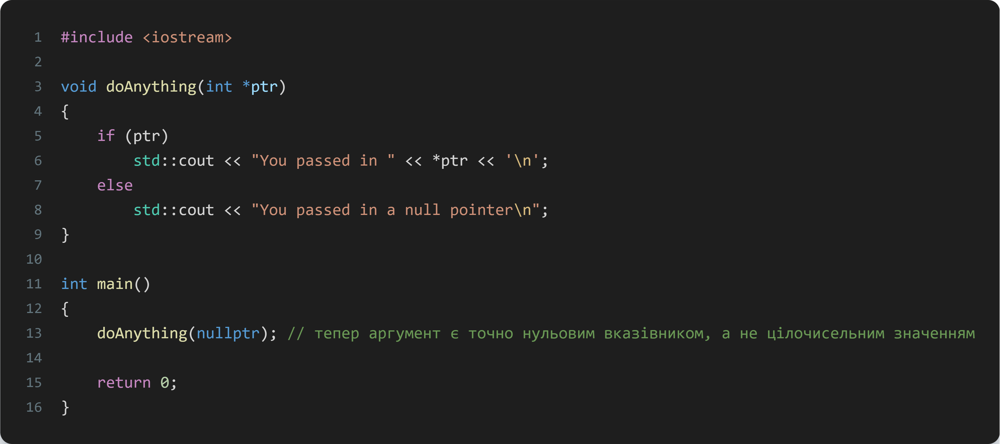 1 #include <iostream>
2
3 void doAnything(int *ptr)
4 {
5     if (ptr)
6         std::cout << "You passed in " << *ptr << '\n';
7     else
8         std::cout << "You passed in a null pointer\n";
9 }
10
11 int main()
12 {
13     doAnything(nullptr); // тепер аргумент є точно нульовим вказівником, а не цілочисельним значенням
14
15     return 0;
16 }